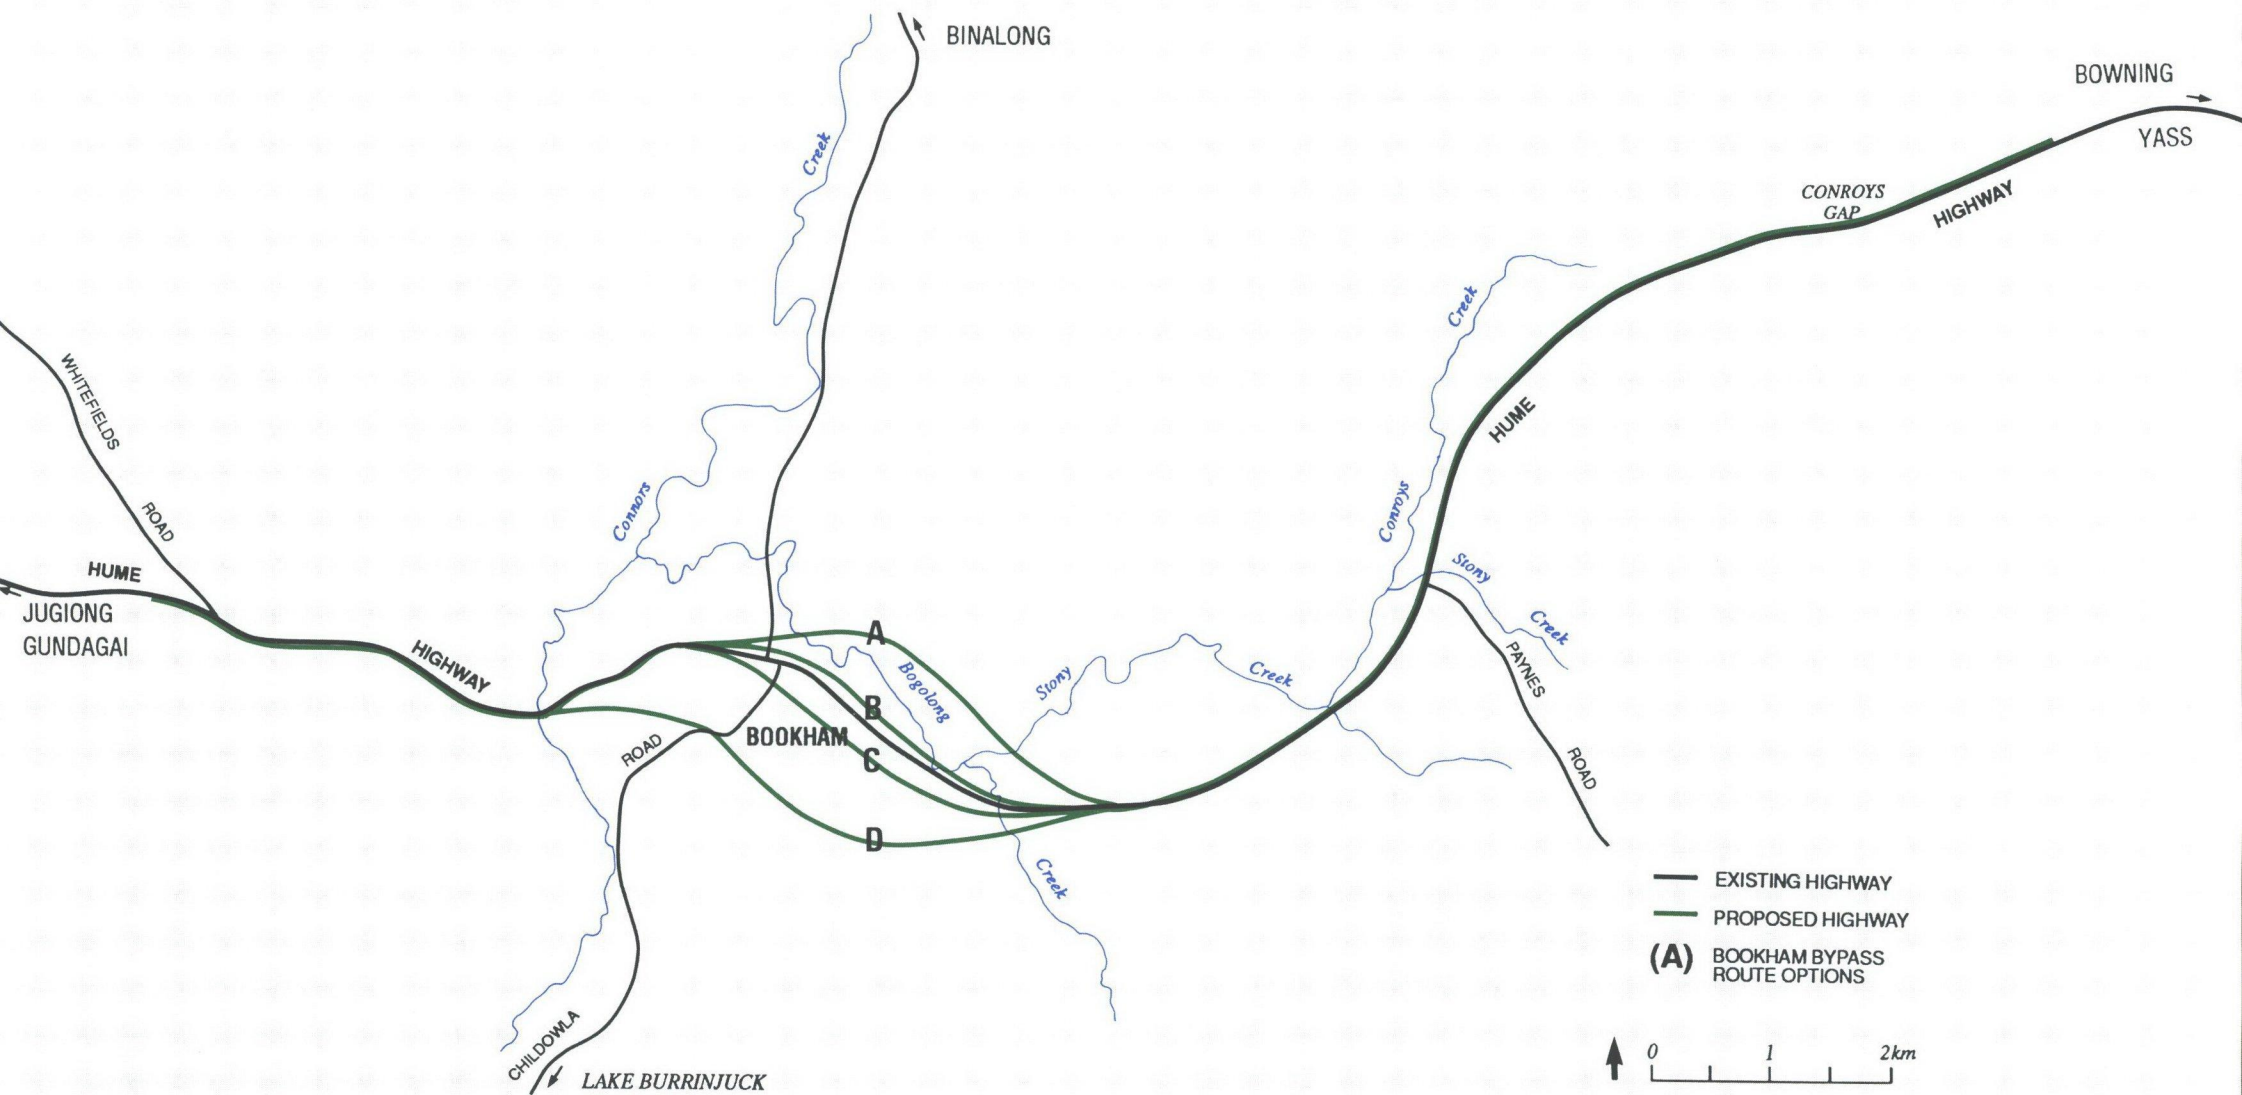 BINALONG
BOWNING
YASS
Creek
CONROYS
GAP
HIGHWAY
Creek
WHITEFIELDS
ROAD
HUME
Connors
Conroys
HUME
JUGIONG
GUNDAGAI
Stony
Creek
HIGHWAY
A
Bogolong
Stony
Creek
PAYNES
ROAD
B
BOOKHAM
ROAD
C
D
Creek
EXISTING HIGHWAY
PROPOSED HIGHWAY
(A) BOOKHAM BYPASS
ROUTE OPTIONS
CHILDOWLA
LAKE BURRINJUCK
0 1 2km